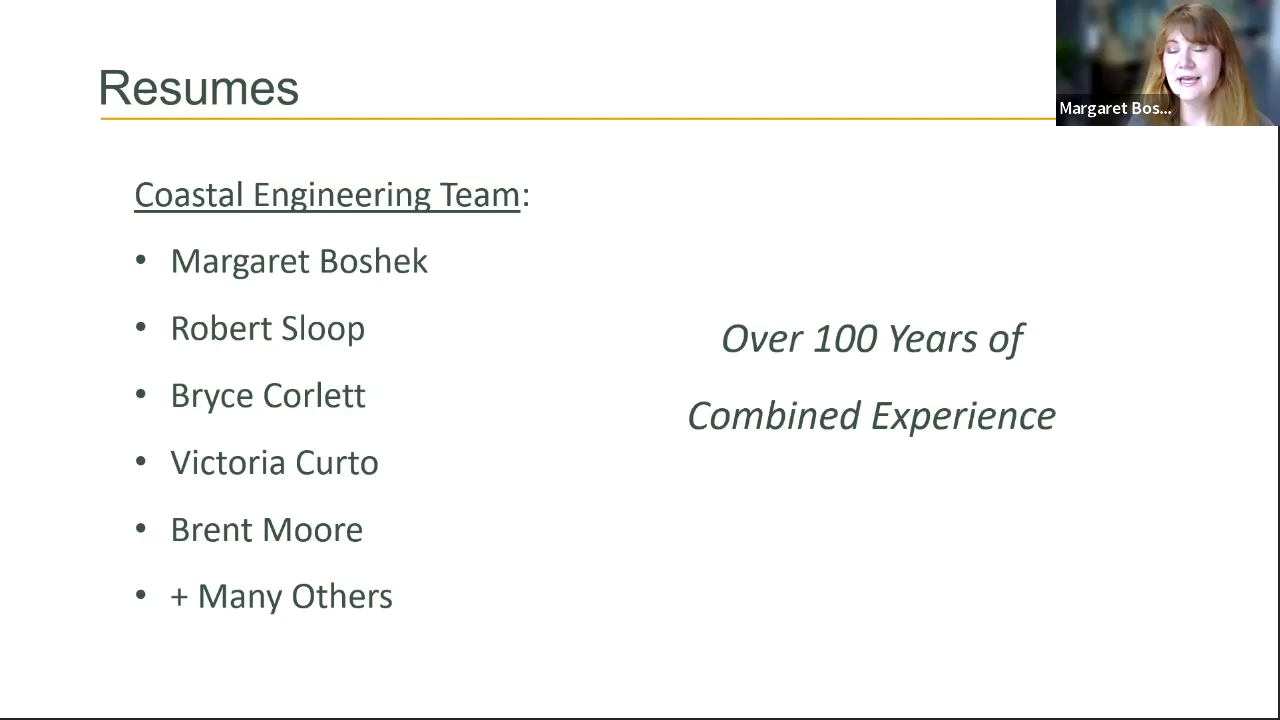 Resumes
Margaret Bos...
Coastal Engineering Team:
• Margaret Boshek
• Robert Sloop
• Bryce Corlett
• Victoria Curto
• Brent Moore
• + Many Others
Over 100 Years of
Combined Experience